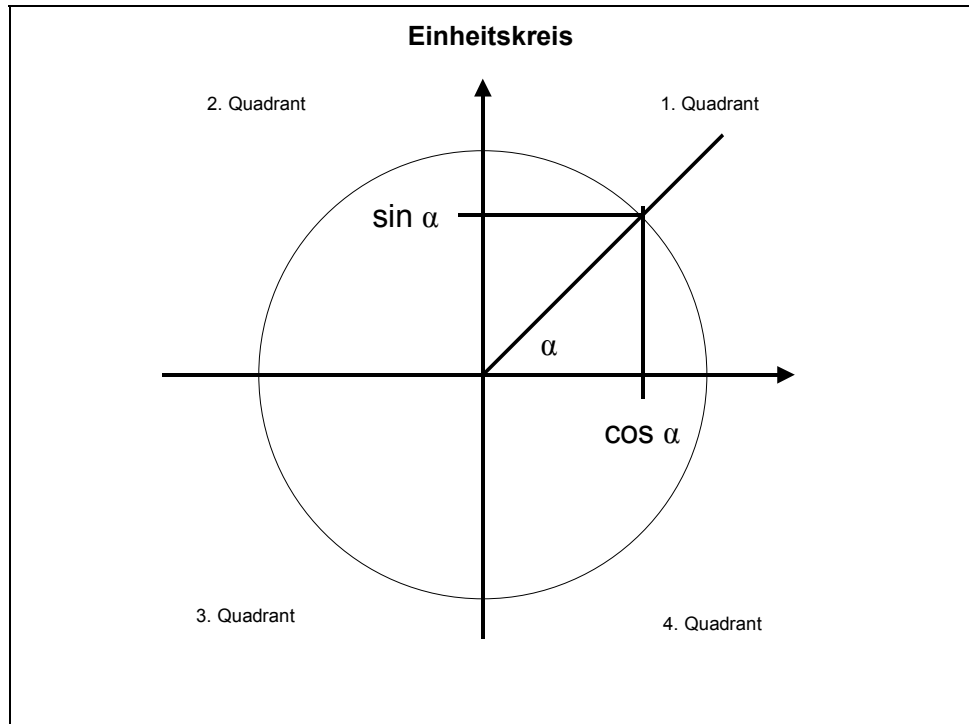 Einheitskreis
2. Quadrant
1. Quadrant
sin α
α
cos α
3. Quadrant
4. Quadrant